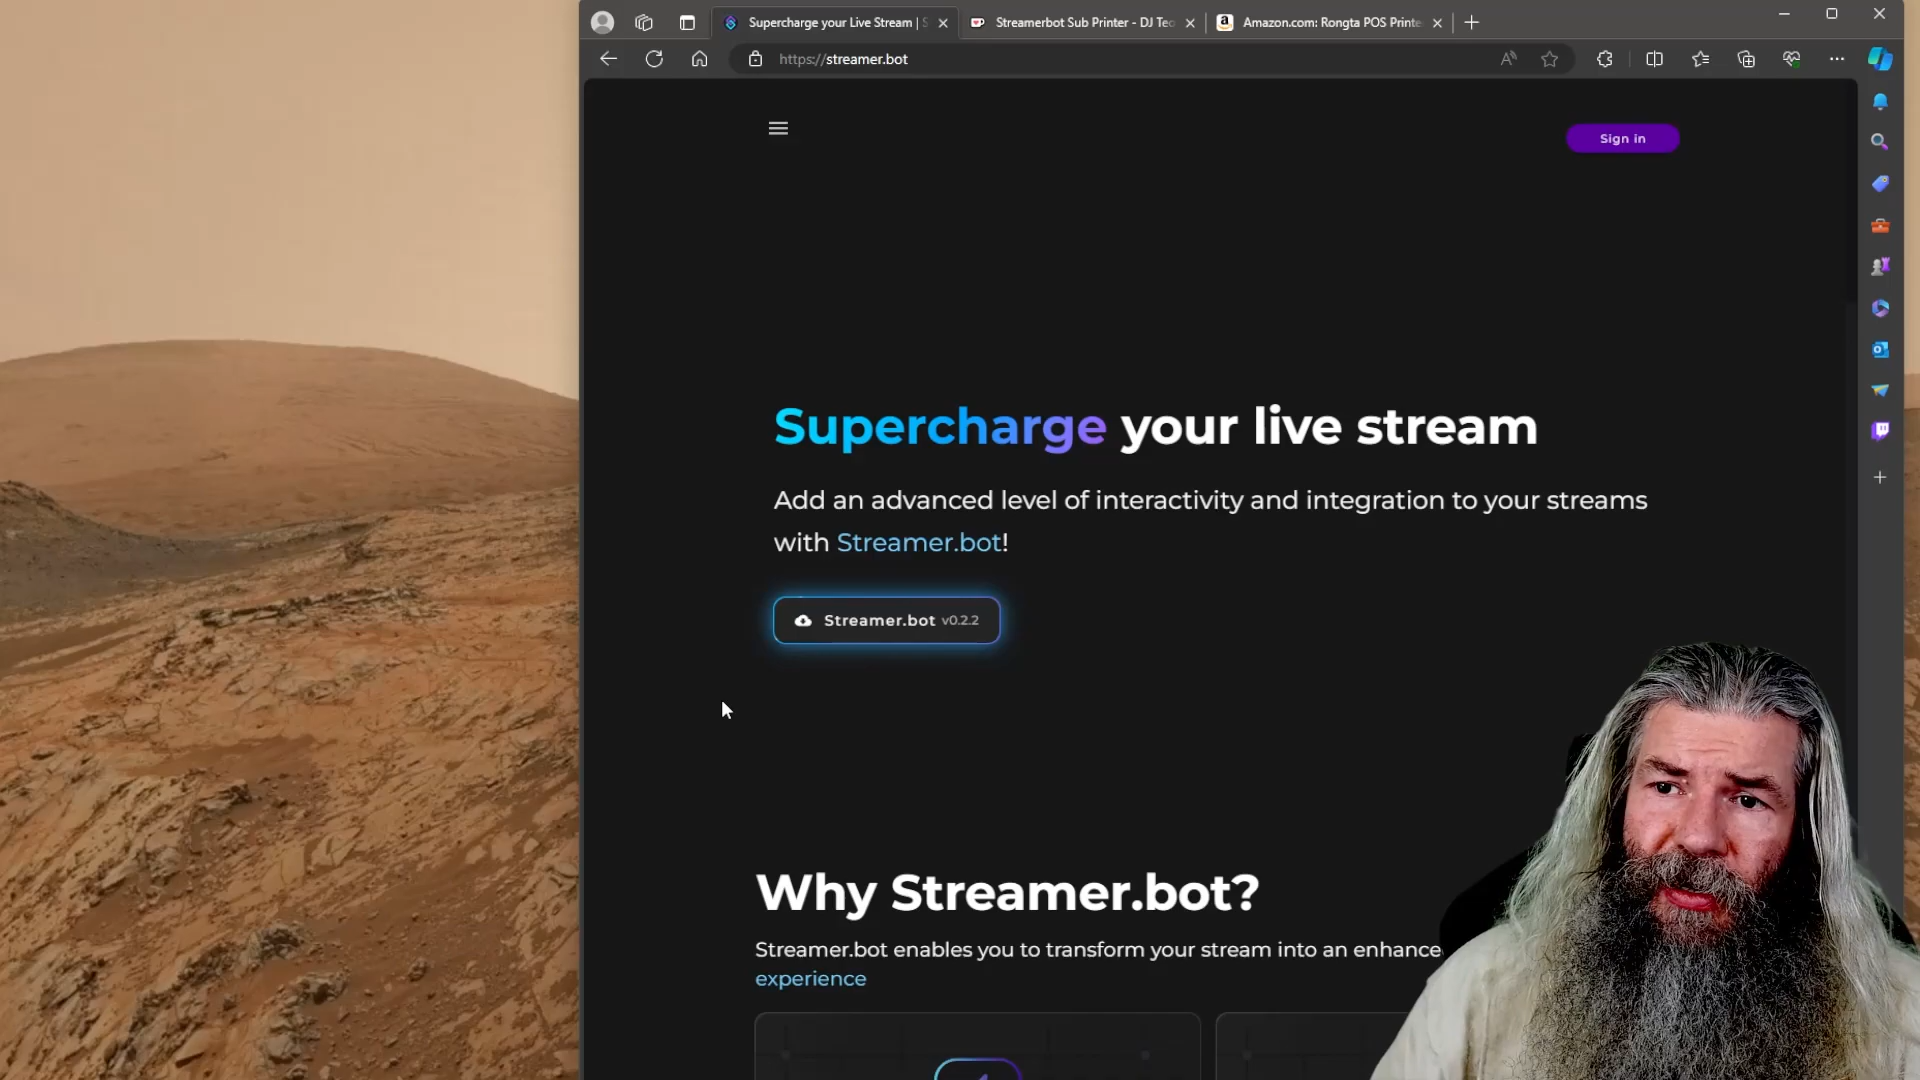 Supercharge your Live Stream | S
Streamerbot Sub Printer - DJ Teo
Amazon.com: Rongta POS Printe
https://streamer.bot
Sign in
Supercharge your live stream
Add an advanced level of interactivity and integration to your streams
with Streamer.bot!
Streamer.bot v0.2.2
Why Streamer.bot?
Streamer.bot enables you to transform your stream into an enhance
experience